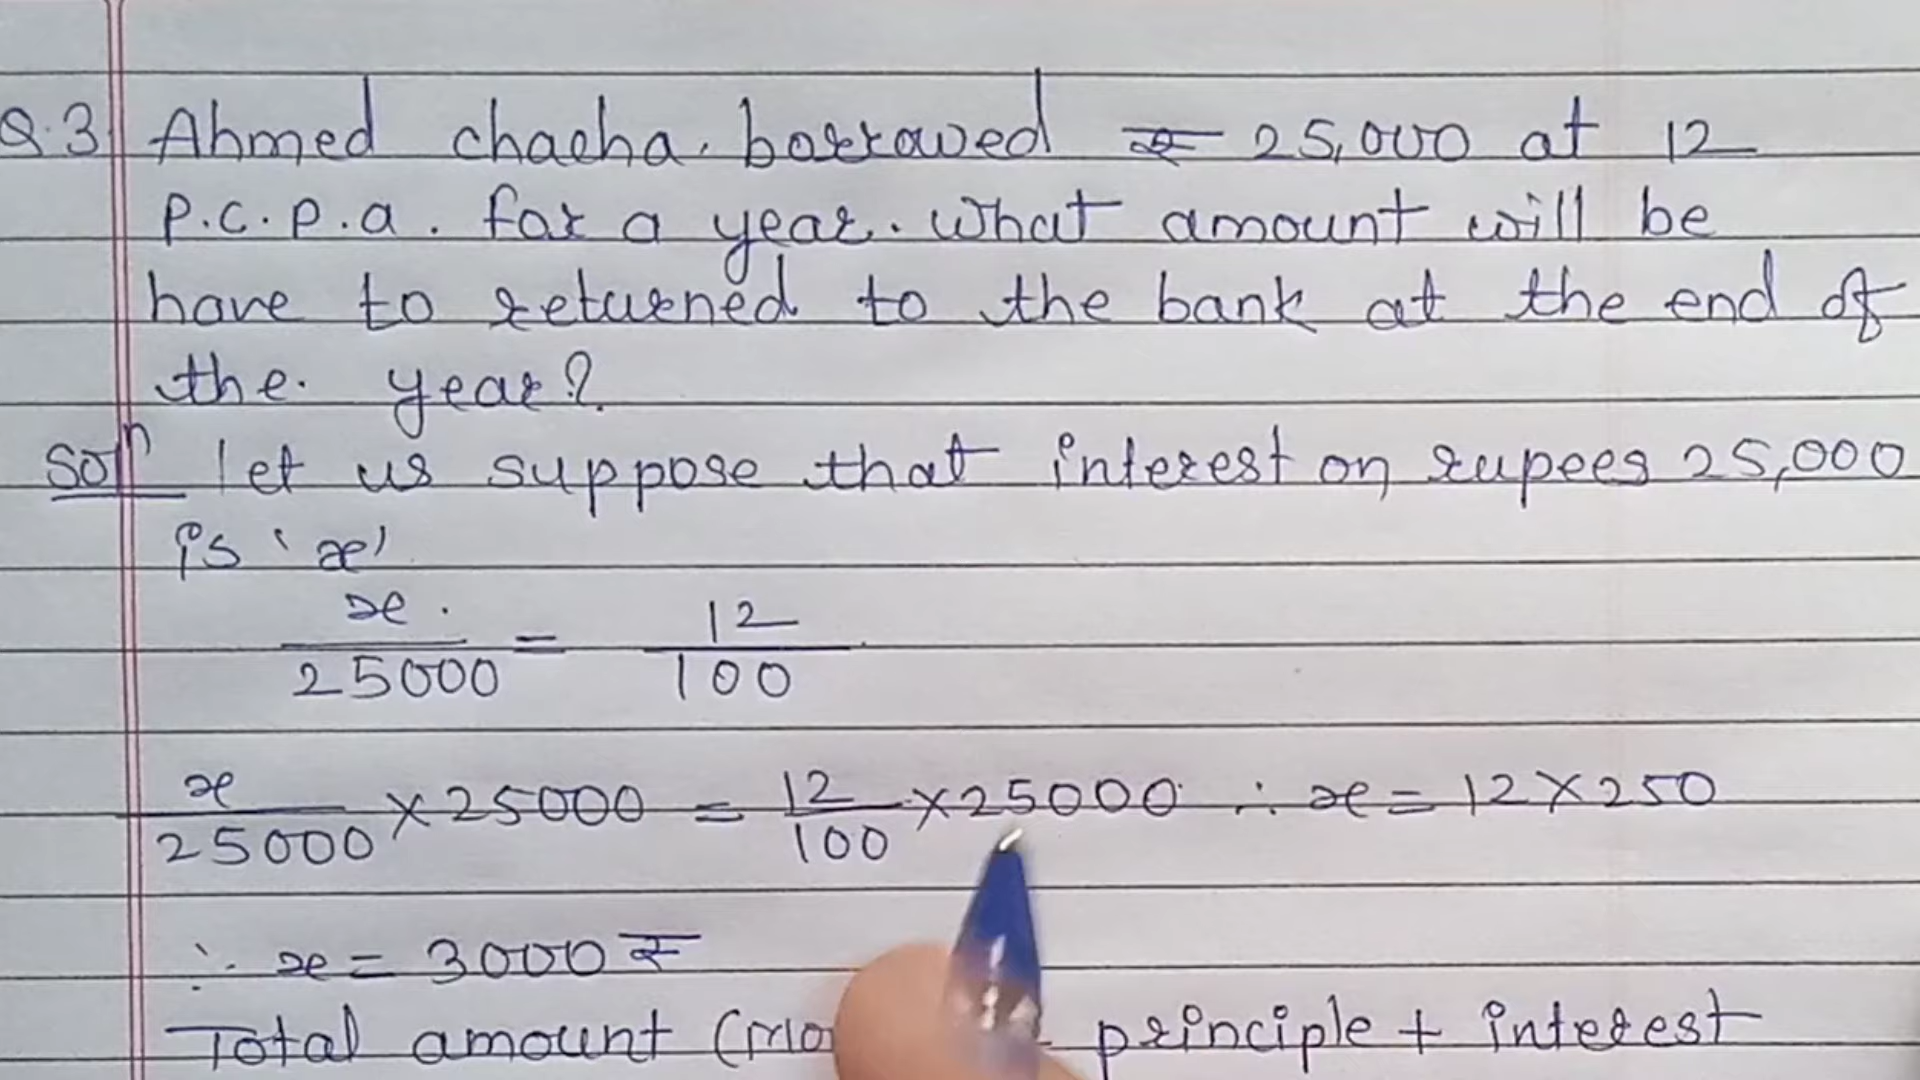 Q.3 Ahmed chacha. borrowed ₹ 25,000 at 12
P.C.P.a. for a year. What amount will be
have to returned to the bank at the end of
the. year?
Solⁿ let us suppose that interest on rupees 25,000
is 'x'
x / 25000 = 12 / 100
x / 25000 × 25000 = 12 / 100 × 25000 ∴ x = 12 × 250
∴ x = 3000 ₹
Total amount ( principle + interest